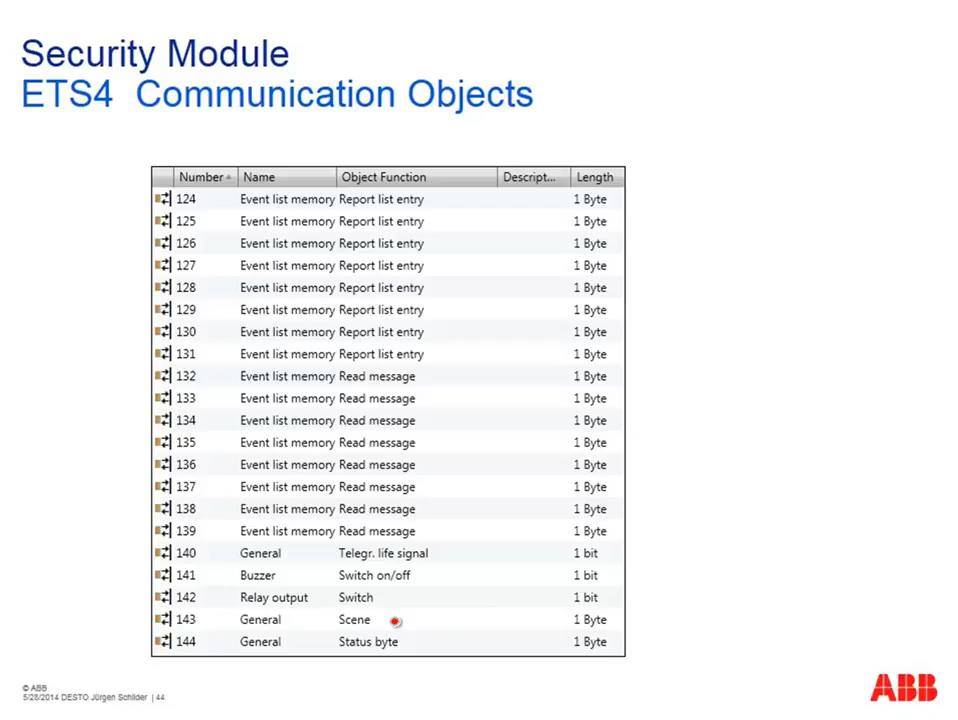 Security Module
ETS4 Communication Objects
Number Name Object Function Descript... Length
124 Event list memory Report list entry 1 Byte
125 Event list memory Report list entry 1 Byte
126 Event list memory Report list entry 1 Byte
127 Event list memory Report list entry 1 Byte
128 Event list memory Report list entry 1 Byte
129 Event list memory Report list entry 1 Byte
130 Event list memory Report list entry 1 Byte
131 Event list memory Report list entry 1 Byte
132 Event list memory Read message 1 Byte
133 Event list memory Read message 1 Byte
134 Event list memory Read message 1 Byte
135 Event list memory Read message 1 Byte
136 Event list memory Read message 1 Byte
137 Event list memory Read message 1 Byte
138 Event list memory Read message 1 Byte
139 Event list memory Read message 1 Byte
140 General Telegr. life signal 1 bit
141 Buzzer Switch on/off 1 bit
142 Relay output Switch 1 bit
143 General Scene 1 Byte
144 General Status byte 1 Byte
© ABB
5/28/2014 DESTO Jürgen Schilder | 44
ABB